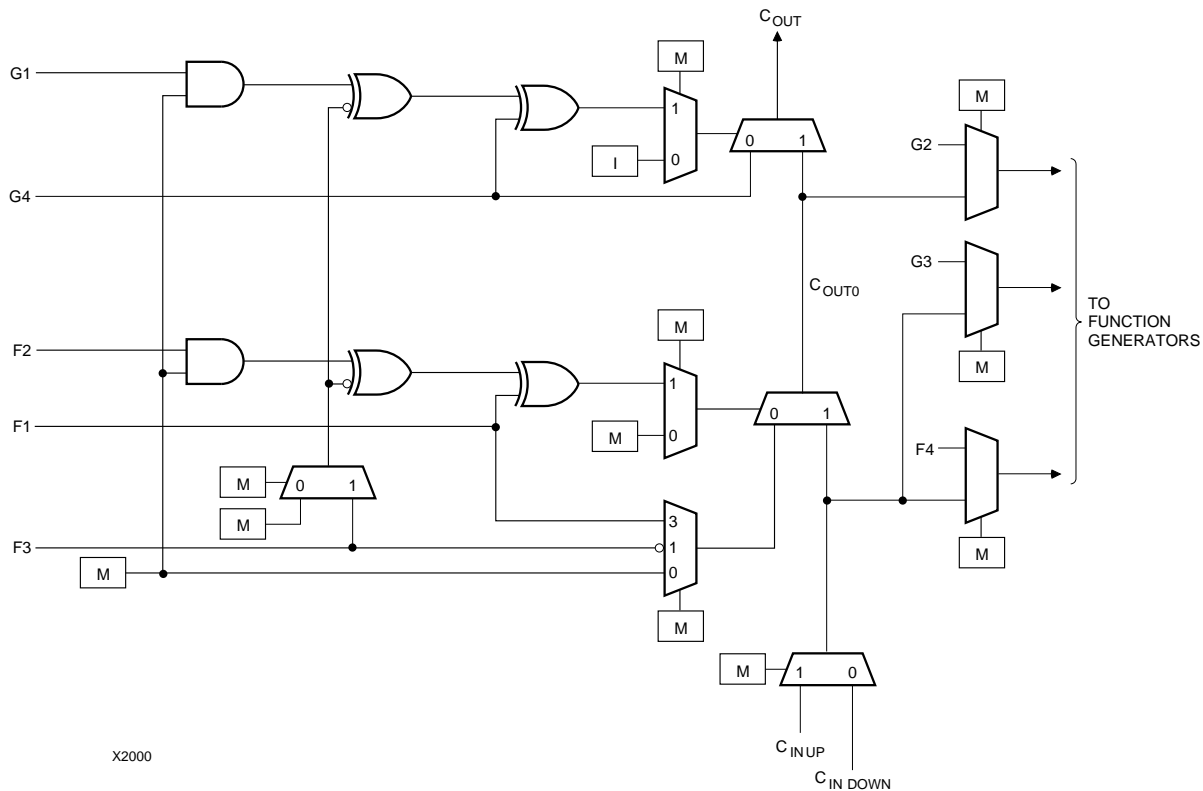 C OUT
M
M
G1
1
0 1
G2
I
0
G4
G3
C OUT0
TO
FUNCTION
GENERATORS
M
M
F2
1
0 1
F1
M
0
F4
M
0 1
M
3
F3
1
M
0
M
M
M
1 0
C IN UP
X2000
C IN DOWN